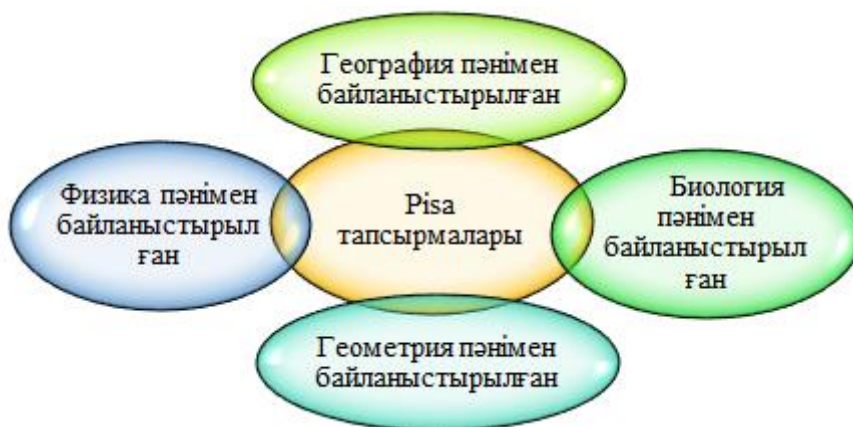 География пәнімен
байланыстырылған
Физика пәнімен
байланыстырыл
ған
Pisa
тапсырмалары
Биология
пәнімен
байланыстырыл
ған
Геометрия пәнімен
байланыстырылған